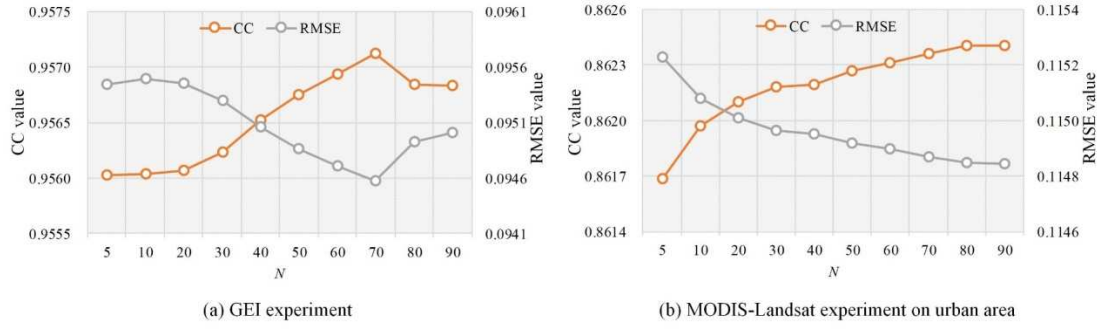 0.9575
0.9570
0.9565
0.9560
0.9555
CC value
CC
RMSE
0.0961
0.0956
0.0951
0.0946
0.0941
RMSE value
5 10 20 30 40 50 60 70 80 90
N
(a) GEI experiment
0.8626
0.8623
0.8620
0.8617
0.8614
CC value
CC
RMSE
0.1154
0.1152
0.1150
0.1148
0.1146
RMSE value
5 10 20 30 40 50 60 70 80 90
N
(b) MODIS-Landsat experiment on urban area